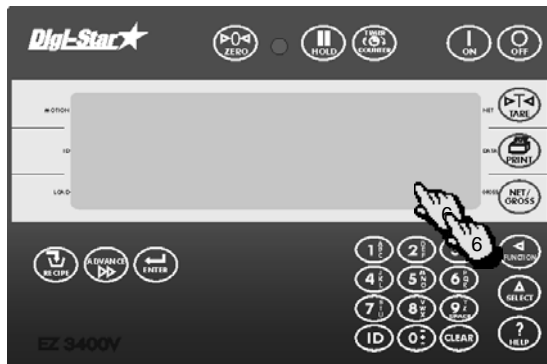 Digi-Star
ZERO
HOLD
TIMER
COUNTER
ON
OFF
MOTION
NET
TARE
ID
DATA
PRINT
LOAD
GROSS
NET/
GROSS
6
RECIPE
ADVANCE
ENTER
1
2
FUNCTION
4
5
6
SELECT
7
8
9
SPACE
ID
0
CLEAR
?
HELP
EZ 3400V